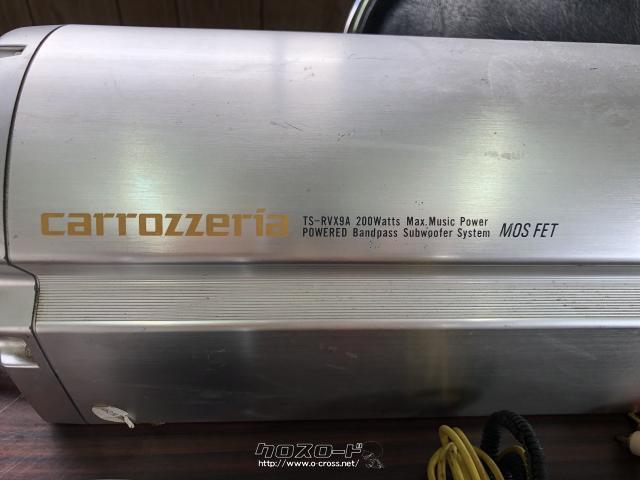 carrozzeria
TS-RVX9A 200Watts Max.Music Power
POWERED Bandpass Subwoofer System
MOS FET
クロスロード
http://www.o-cross.net/